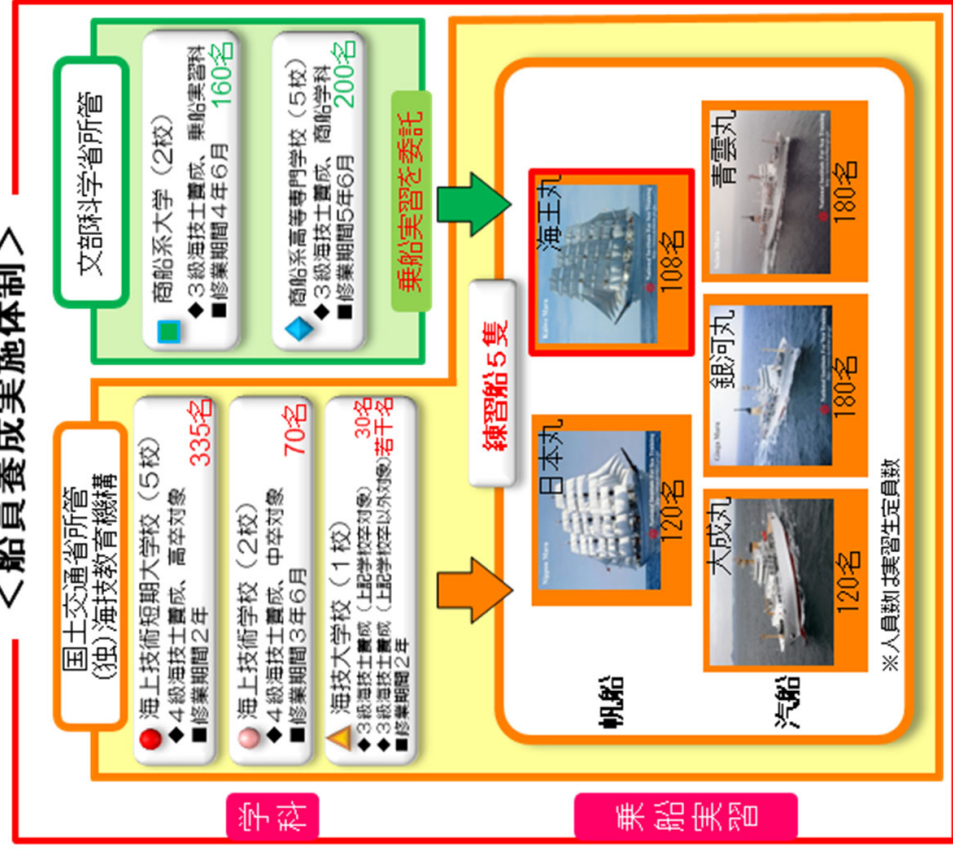 <船員養成実施体制>
学科
国土交通省所管
(独)海技教育機構
海上技術短期大学校(5校)
◆4級海技士養成、高卒対象
■修業期間2年
335名
海上技術学校(2校)
◆4級海技士養成、中卒対象
■修業期間3年6月
70名
海技大学校(1校)
◆3級海技士養成(上記学校卒対象)
30名
◆3級海技士養成(上記学校卒以外対象)
若干名
■修業期間2年
文部科学省所管
商船系大学(2校)
◆3級海技士養成、乗船実習科
■修業期間4年6月
160名
商船系高等専門学校(5校)
◆3級海技士養成、商船学科
■修業期間5年6月
200名
乗船実習を委託
乗船実習
練習船5隻
帆船
日本丸
Nippon Maru
120名
海王丸
Kaiwo Maru
108名
汽船
大成丸
120名
銀河丸
Ginga Maru
180名
青雲丸
180名
※人員数は実習生定員数